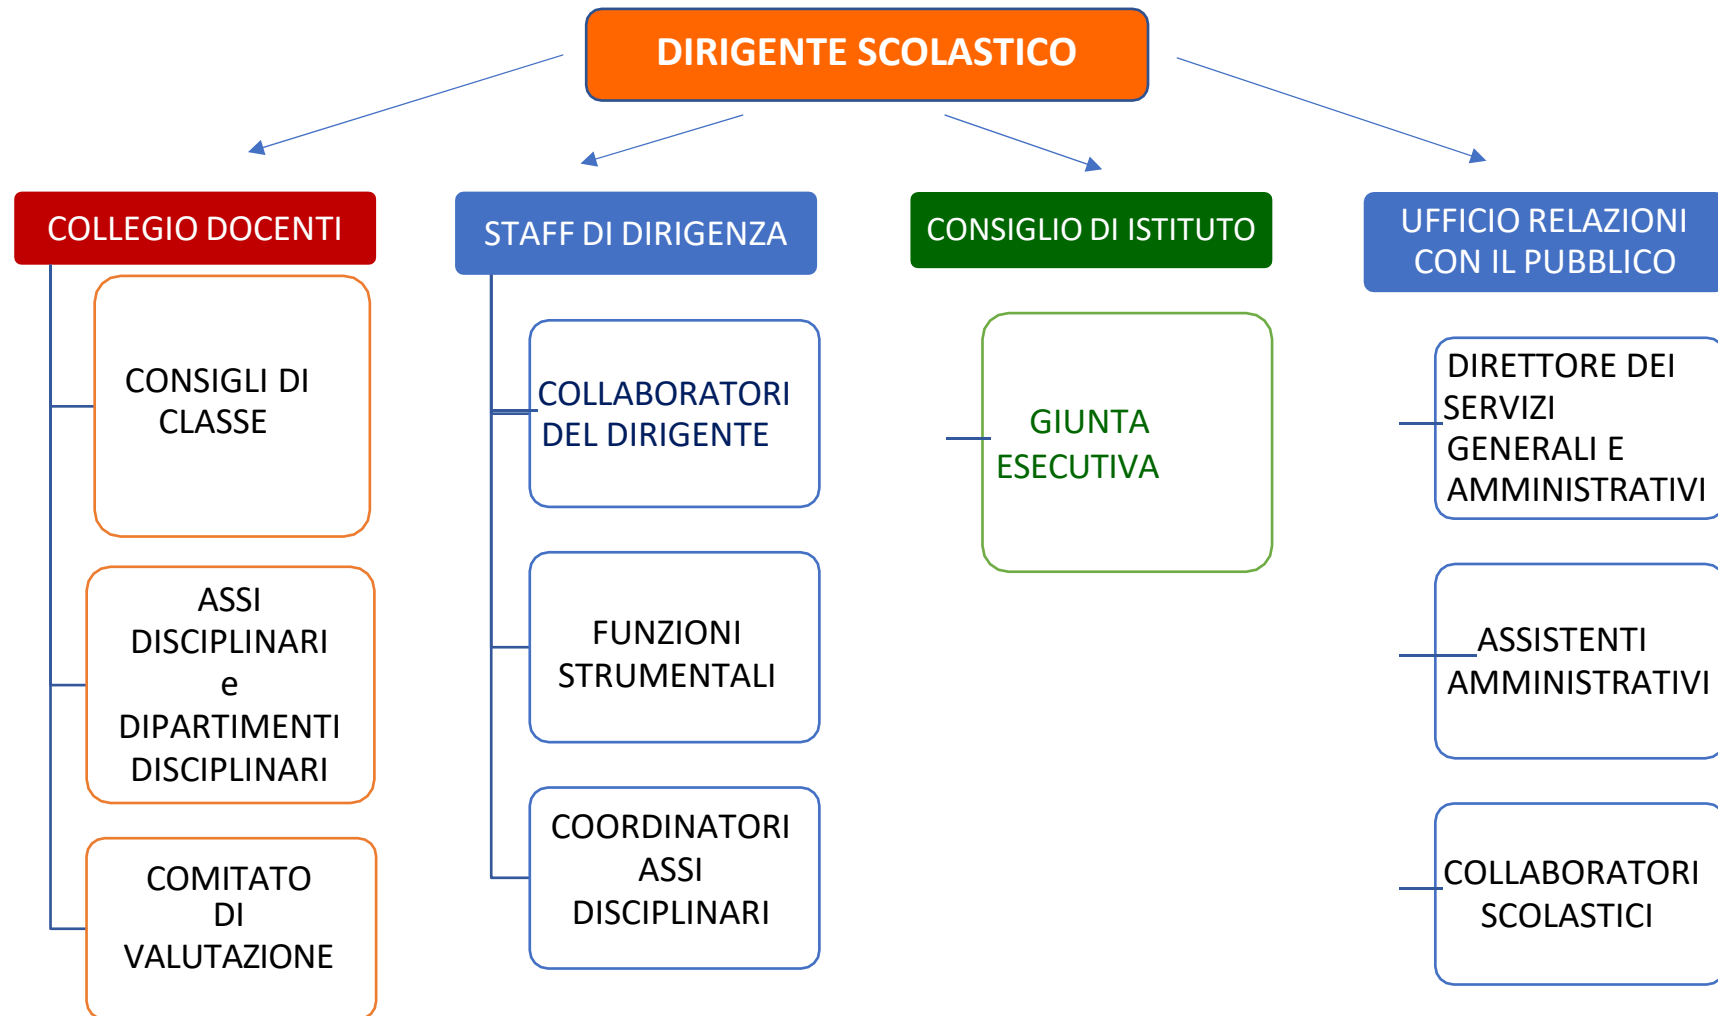 DIRIGENTE SCOLASTICO
COLLEGIO DOCENTI
CONSIGLI DI
CLASSE
ASSI
DISCIPLINARI
e
DIPARTIMENTI
DISCIPLINARI
COMITATO
DI
VALUTAZIONE
STAFF DI DIRIGENZA
COLLABORATORI
DEL DIRIGENTE
FUNZIONI
STRUMENTALI
COORDINATORI
ASSI
DISCIPLINARI
CONSIGLIO DI ISTITUTO
GIUNTA
ESECUTIVA
UFFICIO RELAZIONI
CON IL PUBBLICO
DIRETTORE DEI
SERVIZI
GENERALI E
AMMINISTRATIVI
ASSISTENTI
AMMINISTRATIVI
COLLABORATORI
SCOLASTICI